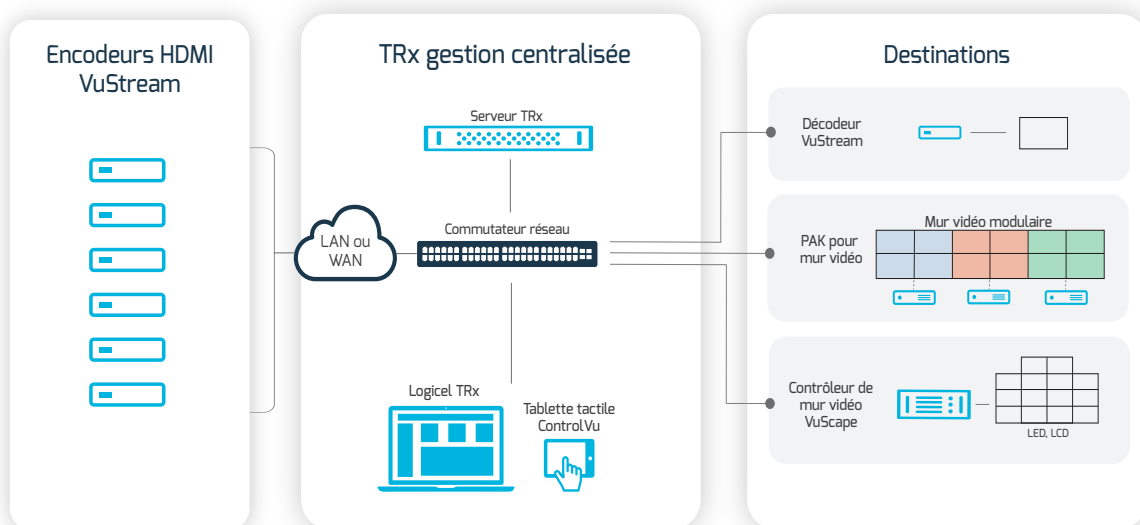 Encodeurs HDMI
VuStream
TRx gestion centralisée
Serveur TRx
LAN ou
WAN
Commutateur réseau
Logiciel TRx
Tablette tactile
ControlVu
Destinations
Décodeur
VuStream
PAK pour
mur vidéo
Mur vidéo modulaire
Contrôleur de
mur vidéo
VuScape
LED, LCD